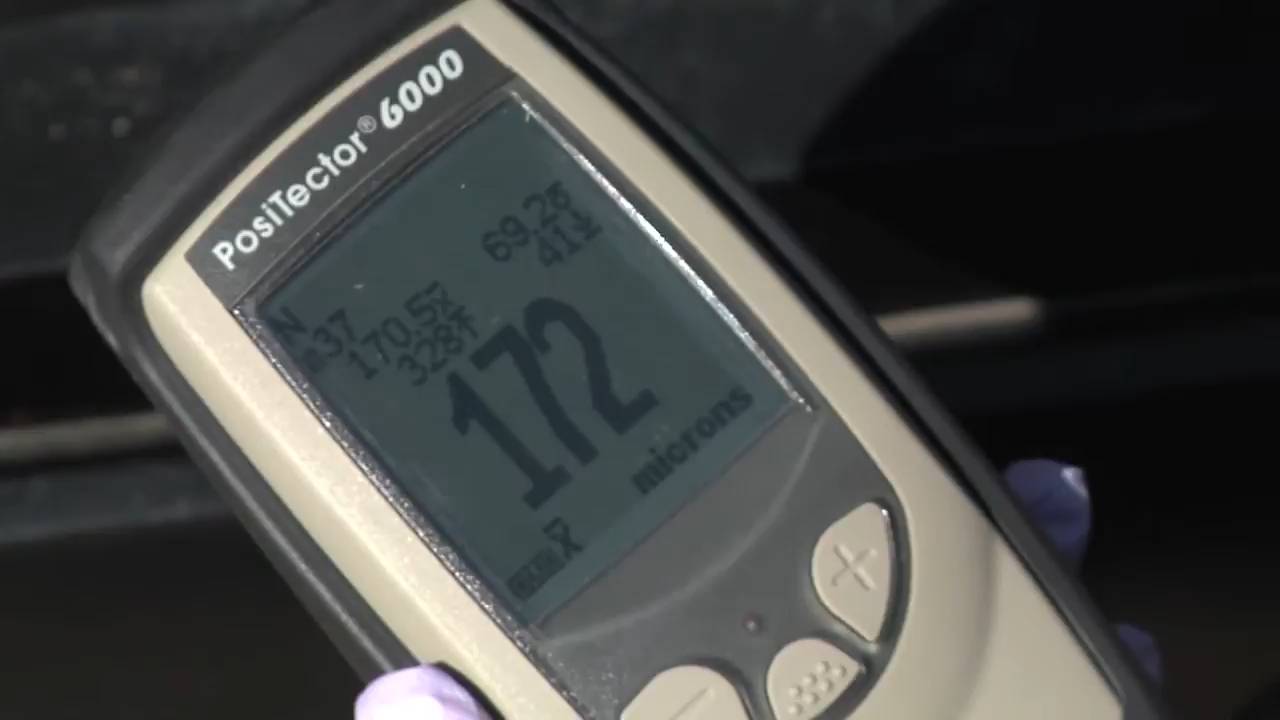 PosiTector® 6000
N
37
170.5x̄
69.2σ
328
41
172
microns
x̄